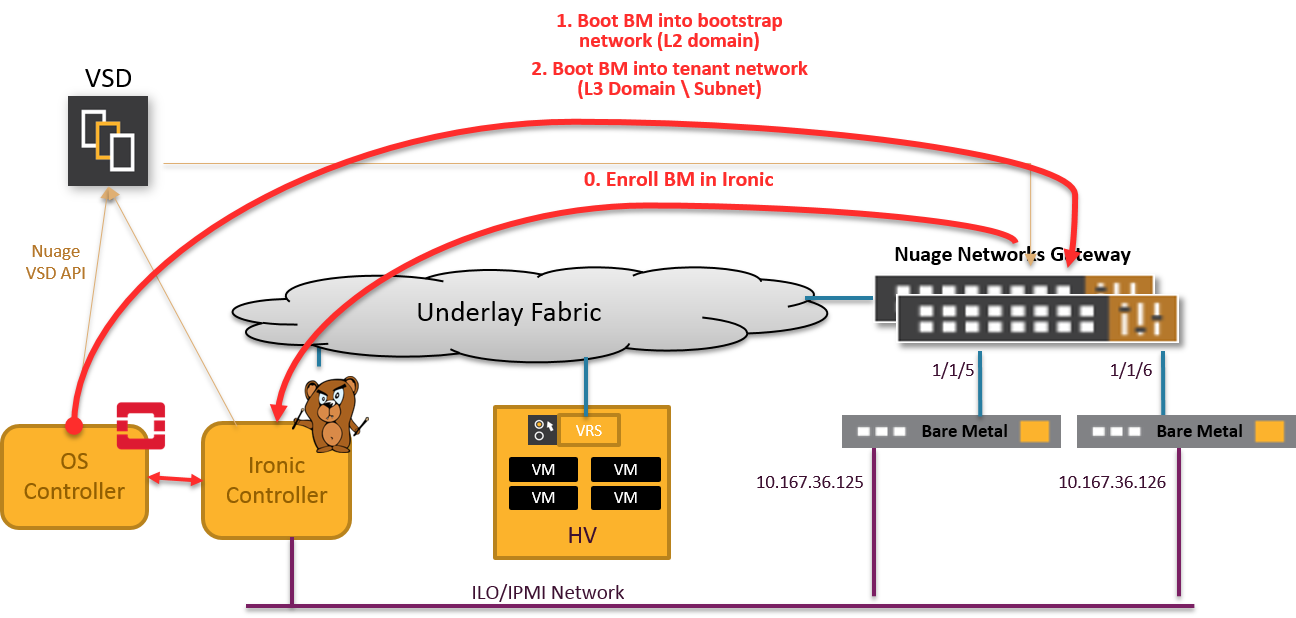 1. Boot BM into bootstrap
network (L2 domain)
2. Boot BM into tenant network
(L3 Domain \ Subnet)
VSD
0. Enroll BM in Ironic
Nuage
VSD API
Nuage Networks Gateway
Underlay Fabric
1/1/5
1/1/6
VRS
Bare Metal
Bare Metal
OS
Controller
Ironic
Controller
VM
VM
VM
VM
HV
10.167.36.125
10.167.36.126
ILO/IPMI Network